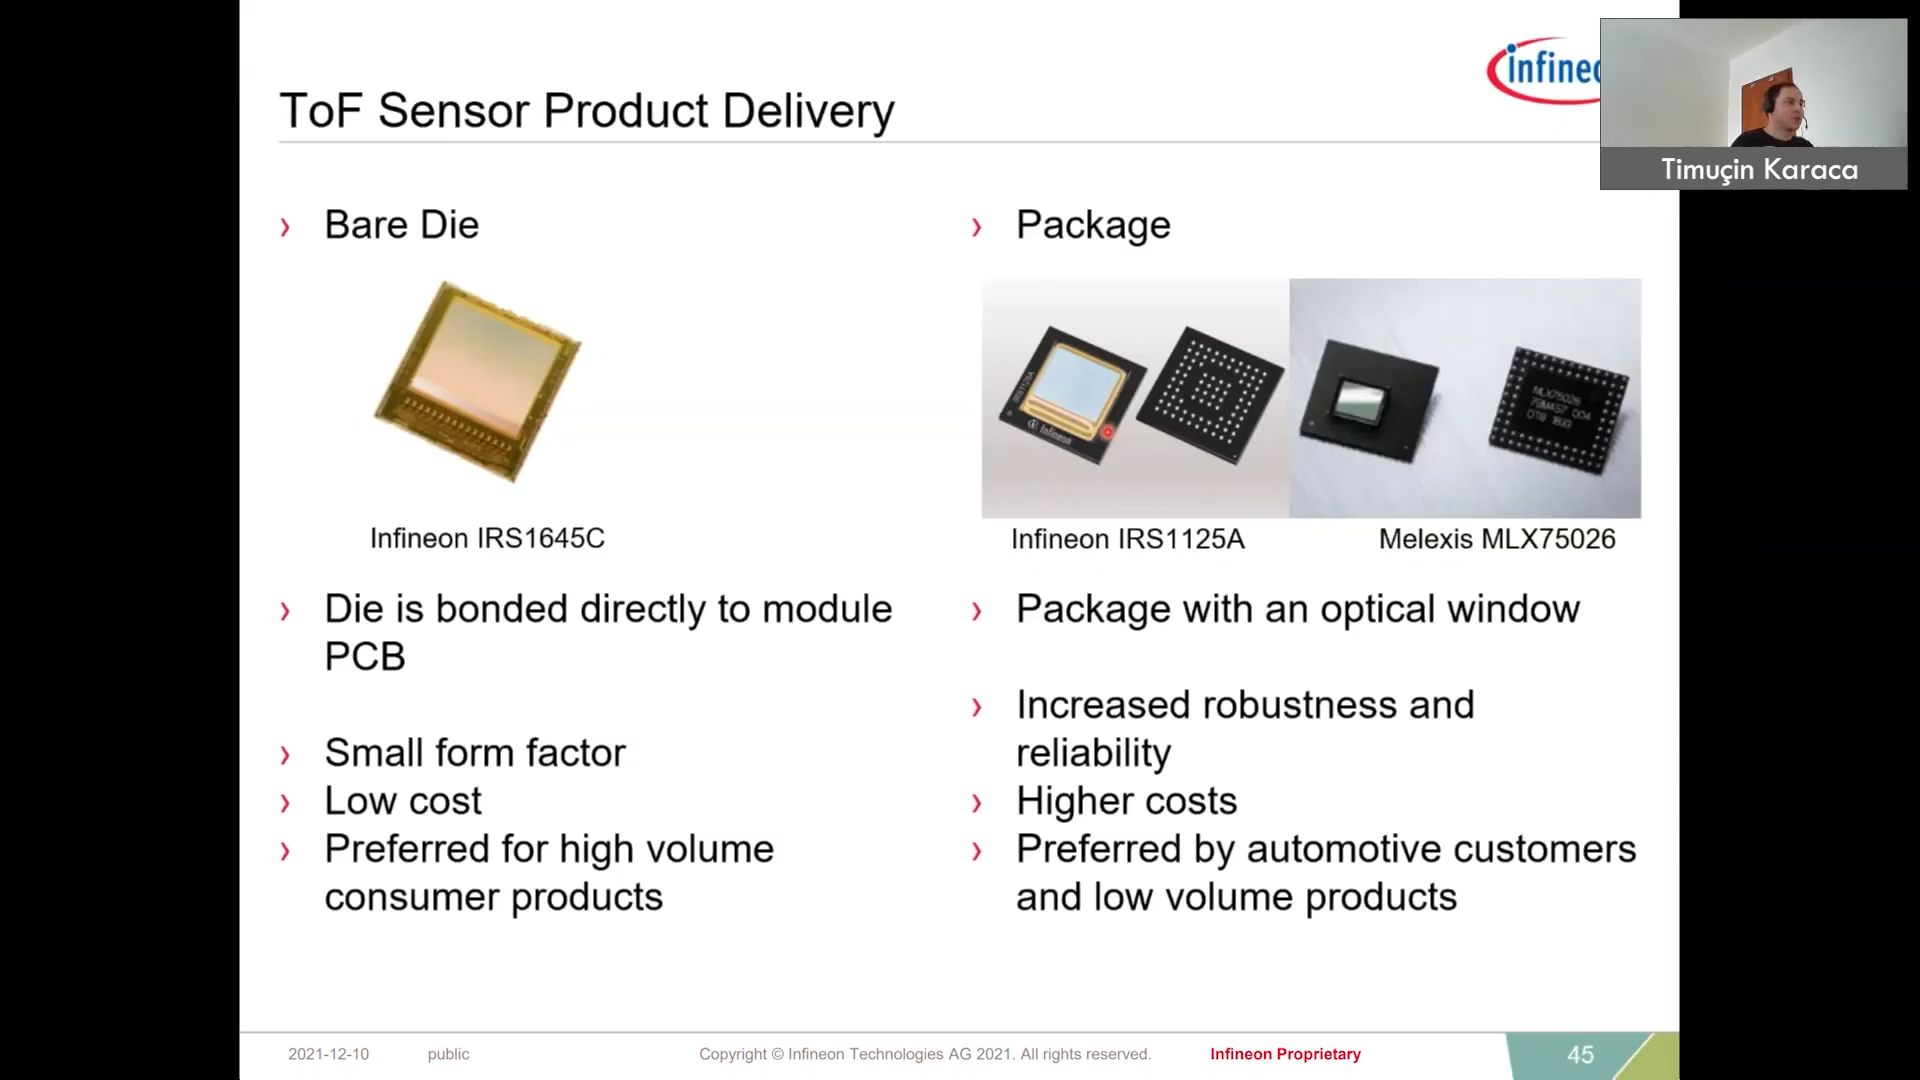 ToF Sensor Product Delivery
Timuçin Karaca
› Bare Die
Infineon IRS1645C
› Die is bonded directly to module
PCB
› Small form factor
› Low cost
› Preferred for high volume
consumer products
› Package
IRS1125A
Infineon
MLX75026
Infineon IRS1125A
Melexis MLX75026
› Package with an optical window
› Increased robustness and
reliability
› Higher costs
› Preferred by automotive customers
and low volume products
2021-12-10
public
Copyright © Infineon Technologies AG 2021. All rights reserved.
Infineon Proprietary
45